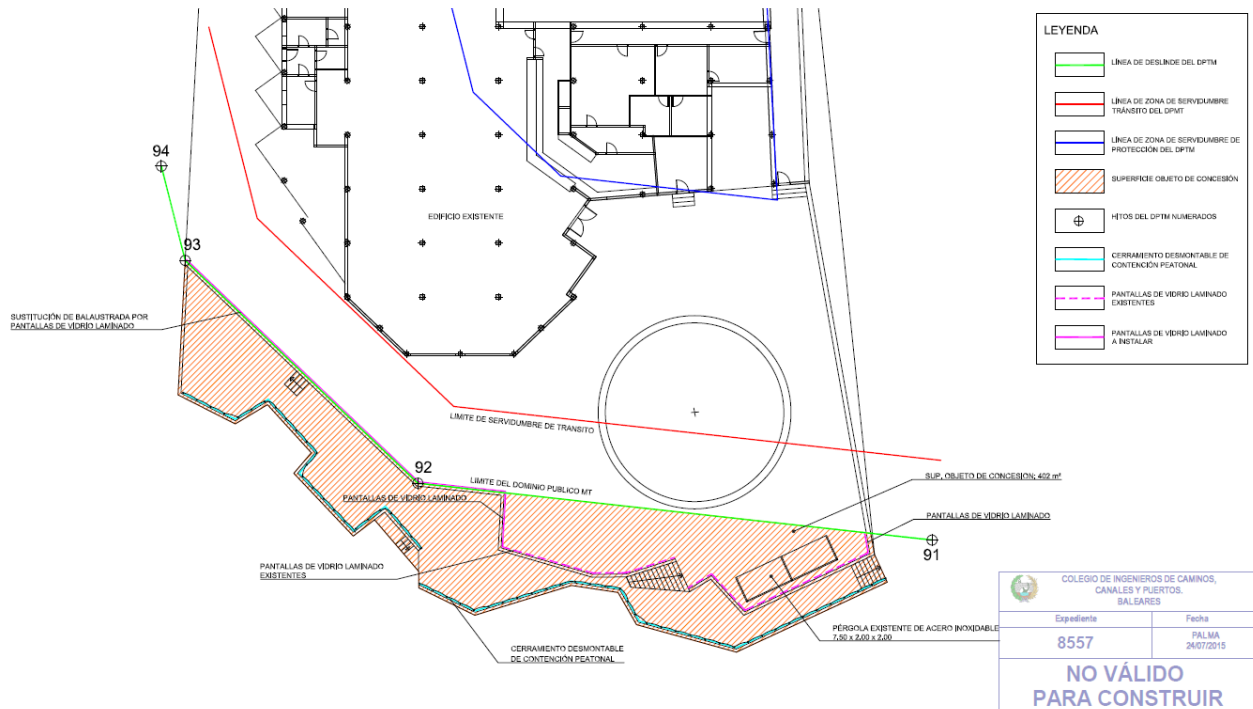 LEYENDA
LÍNEA DE DESLINDE DEL DPTM
LÍNEA DE ZONA DE SERVIDUMBRE
TRÁNSITO DEL DPMT
LÍNEA DE ZONA DE SERVIDUMBRE DE
PROTECCIÓN DEL DPTM
SUPERFICIE OBJETO DE CONCESIÓN
HITOS DEL DPTM NUMERADOS
CERRAMIENTO DESMONTABLE DE
CONTENCIÓN PEATONAL
PANTALLAS DE VIDRIO LAMINADO
EXISTENTES
PANTALLAS DE VIDRIO LAMINADO
A INSTALAR
94
EDIFICIO EXISTENTE
93
SUSTITUCIÓN DE BALAUSTRADA POR
PANTALLAS DE VIDRIO LAMINADO
LIMITE DE SERVIDUMBRE DE TRANSITO
92
LIMITE DEL DOMINIO PUBLICO MT
SUP. OBJETO DE CONCESION; 402 m²
PANTALLAS DE VIDRIO LAMINADO
PANTALLAS DE VIDRIO LAMINADO
91
PANTALLAS DE VIDRIO LAMINADO
EXISTENTES
PÉRGOLA EXISTENTE DE ACERO INOXIDABLE
7,50 x 2,00 x 2,00
CERRAMIENTO DESMONTABLE
DE CONTENCIÓN PEATONAL
COLEGIO DE INGENIEROS DE CAMINOS,
CANALES Y PUERTOS.
BALEARES
Expediente
Fecha
8557
PALMA
24/07/2015
NO VÁLIDO
PARA CONSTRUIR